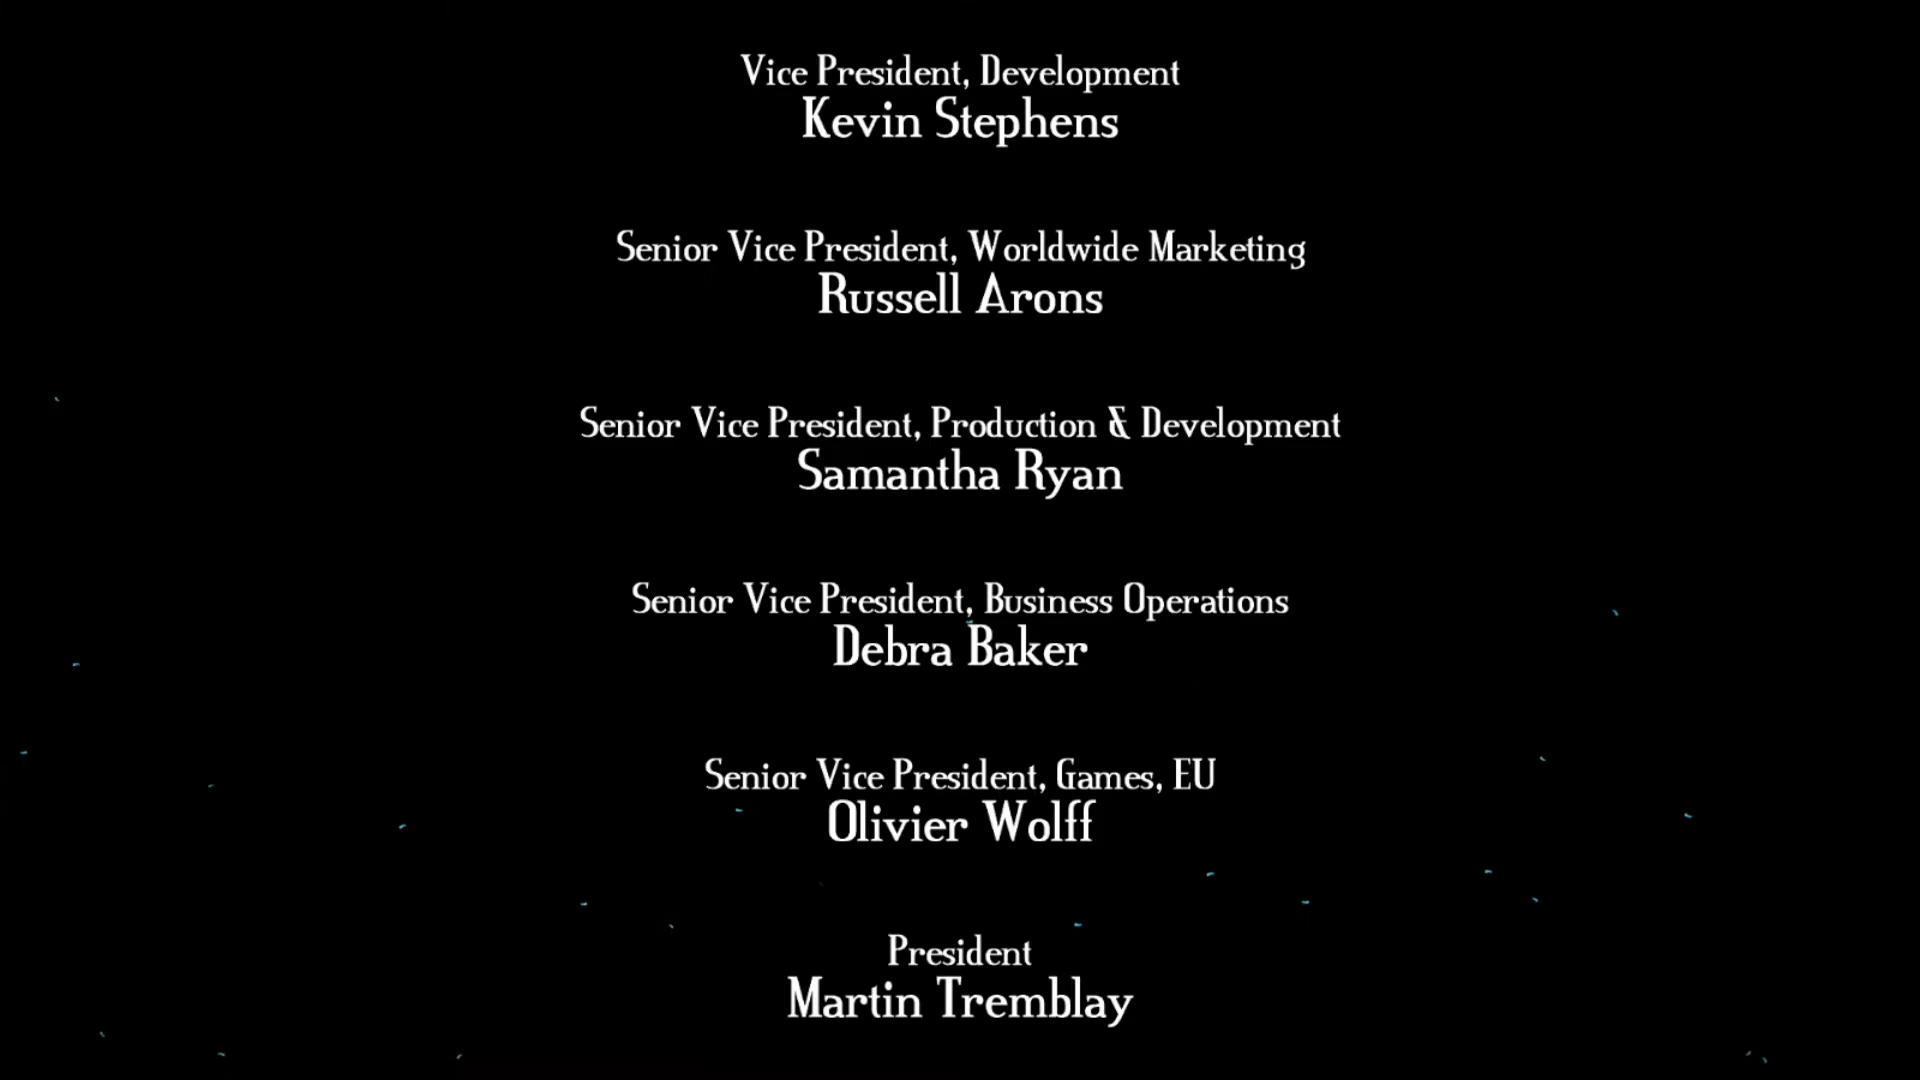 Vice President, Development
Kevin Stephens
Senior Vice President, Worldwide Marketing
Russell Arons
Senior Vice President, Production & Development
Samantha Ryan
Senior Vice President, Business Operations
Debra Baker
Senior Vice President, Games, EU
Olivier Wolff
President
Martin Tremblay